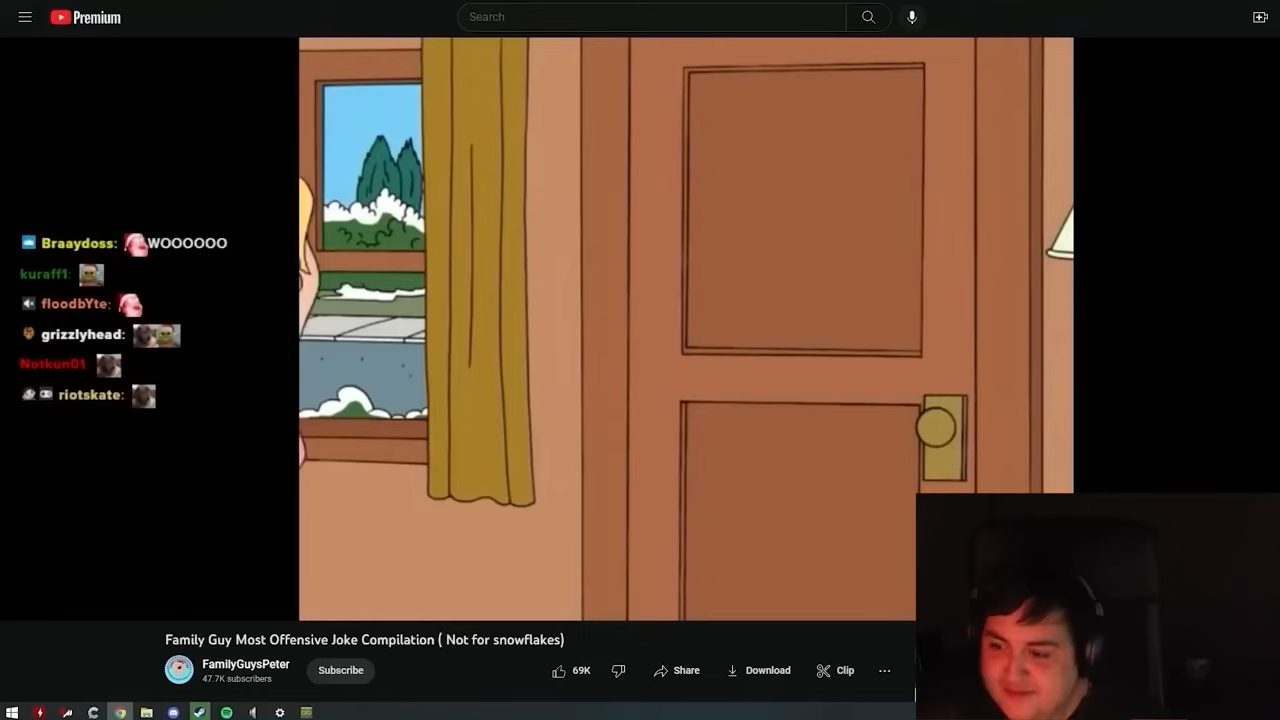 Premium
Search
Braaydoss: WOOOOOO
kuraff1:
floodbYte:
grizzlyhead:
Notkun01
riotskate:
Family Guy Most Offensive Joke Compilation ( Not for snowflakes)
FamilyGuysPeter
47.7K subscribers
Subscribe
69K
Share
Download
Clip